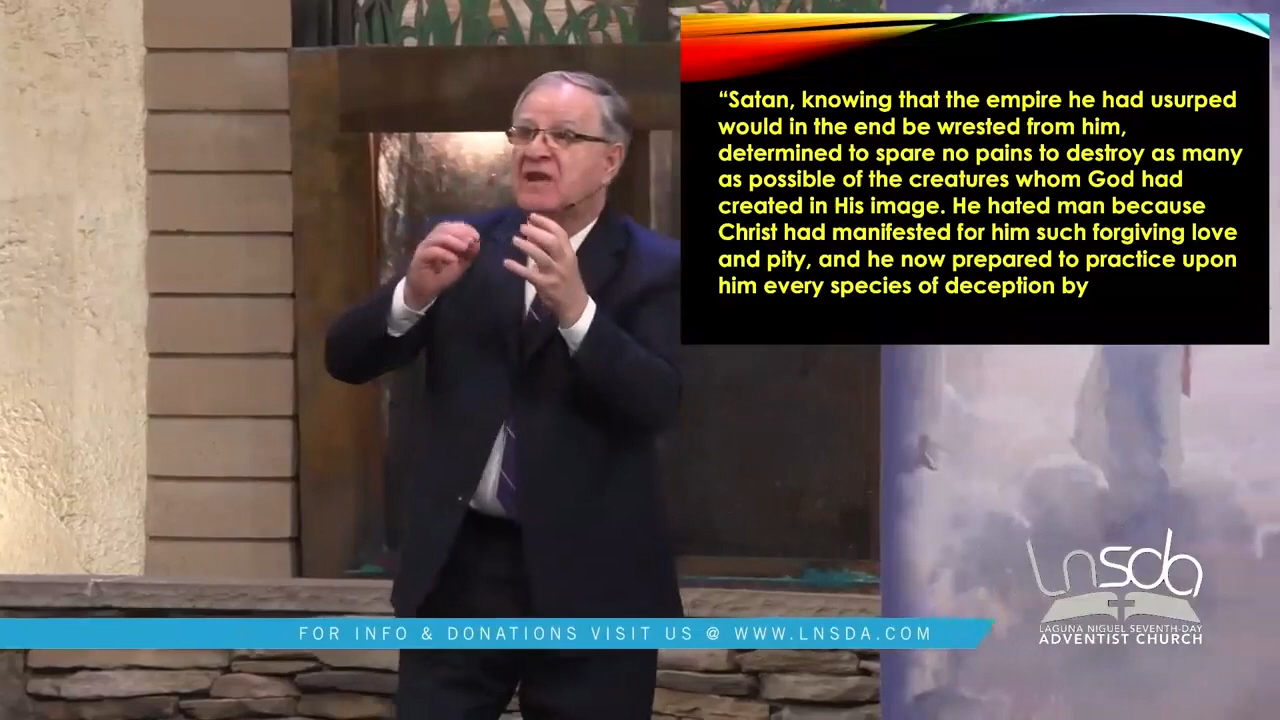 “Satan, knowing that the empire he had usurped
would in the end be wrested from him,
determined to spare no pains to destroy as many
as possible of the creatures whom God had
created in His image. He hated man because
Christ had manifested for him such forgiving love
and pity, and he now prepared to practice upon
him every species of deception by
lnsda
LAGUNA NIGUEL SEVENTH-DAY
ADVENTIST CHURCH
FOR INFO & DONATIONS VISIT US @ WWW.LNSDA.COM